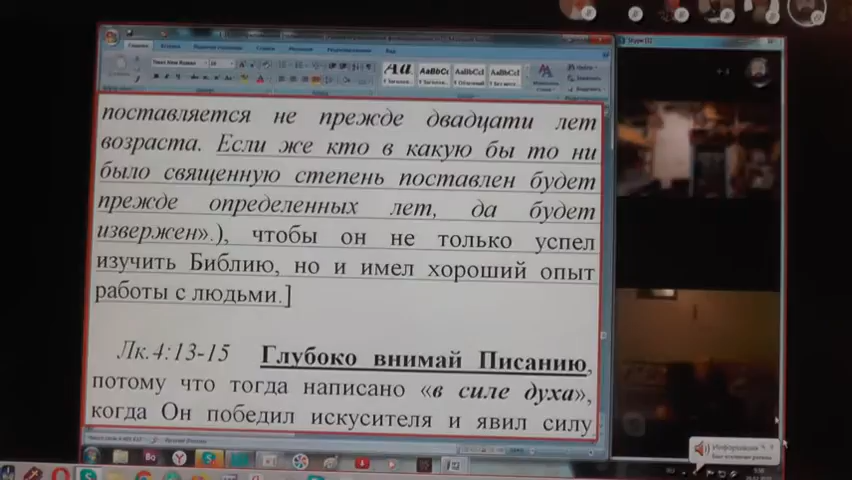 поставляется не прежде двадцати лет
возраста. Если же кто в какую бы то ни
было священную степень поставлен будет
прежде определенных лет, да будет
извержен».), чтобы он не только успел
изучить Библию, но и имел хороший опыт
работы с людьми.]
Лк.4:13-15 Глубоко внимай Писанию,
потому что тогда написано «в силе духа»,
когда Он победил искусителя и явил силу